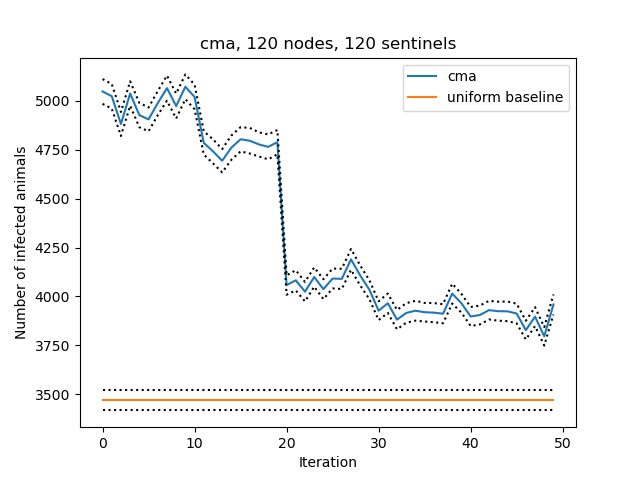 cma, 120 nodes, 120 sentinels
cma
uniform baseline
5000
4750
4500
4250
4000
3750
3500
Number of infected animals
0 10 20 30 40 50
Iteration